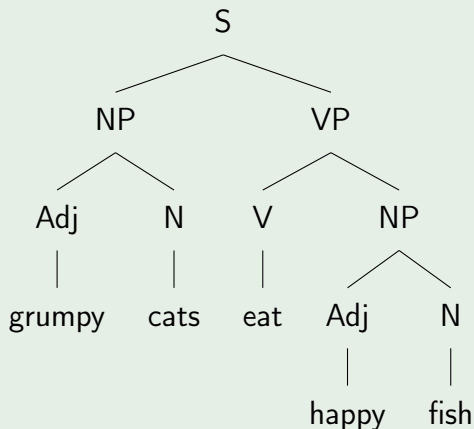 S
NP VP
Adj N V NP
grumpy cats eat Adj N
happy fish